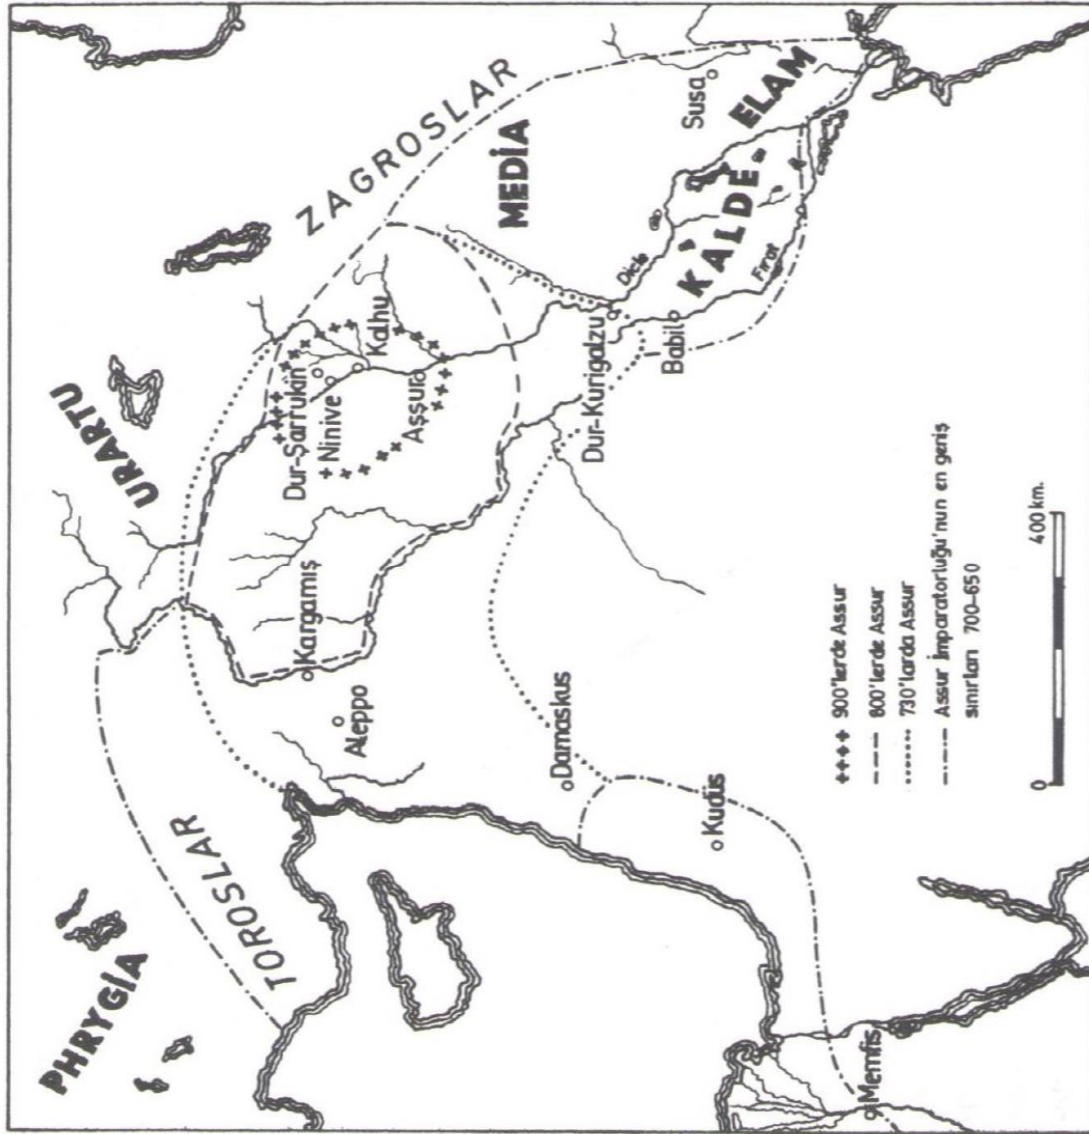 PHRYGİA
TOROSLAR
URARTU
ZAGROSLAR
MEDİA
ELAM
KALDE
Susa
Dicle
Fırat
Babil
Dur-Kurigalzu
Dur-Şarrukin
Ninive
Kalhu
Aşşur
Kargamış
Aleppo
Damaskus
Kudüs
Memfis
++++ 900'lerde Assur
--- 800'lerde Assur
........ 730'larda Assur
-·-·- Assur İmparatorluğu'nun en geniş
sınırları 700-650
0 400 km.